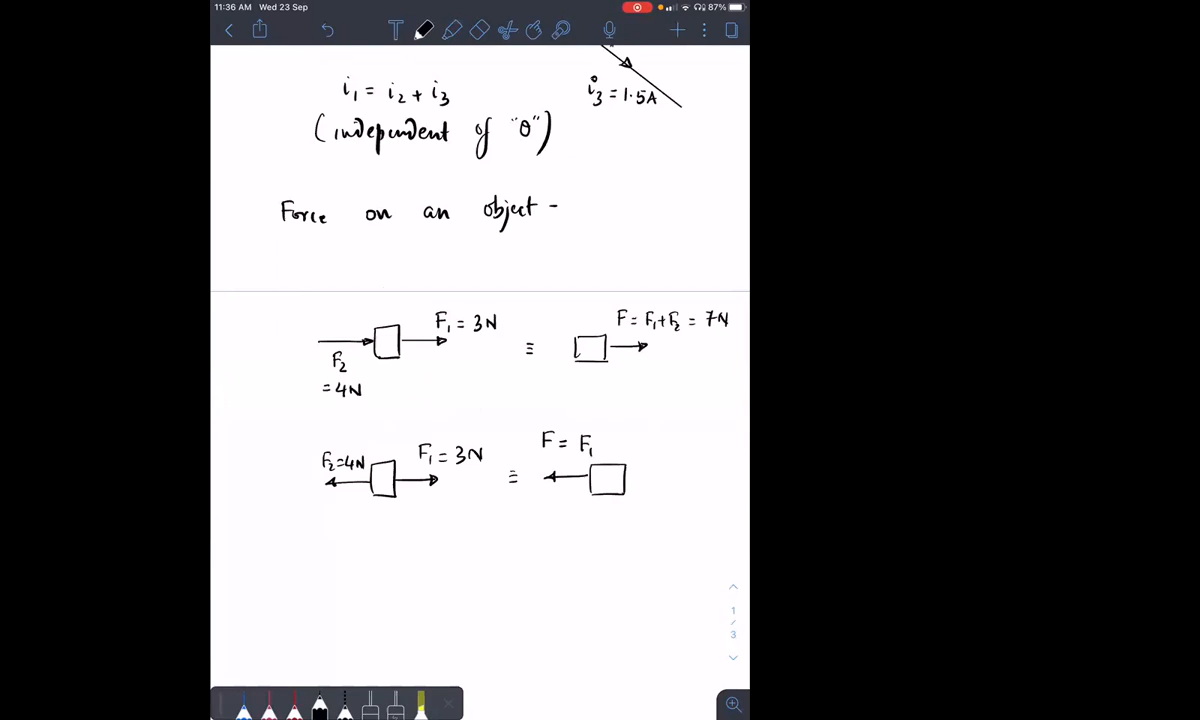 11:36 AM Wed 23 Sep
87%
T
i₁ = i₂ + i₃
i₃ = 1.5A
(independent of "θ")
Force on an object -
F₁ = 3N
F = F₁ + F₂ = 7N
≡
F₂
= 4N
F₂=4N
F₁ = 3N
≡
F = F₁
1
/
3